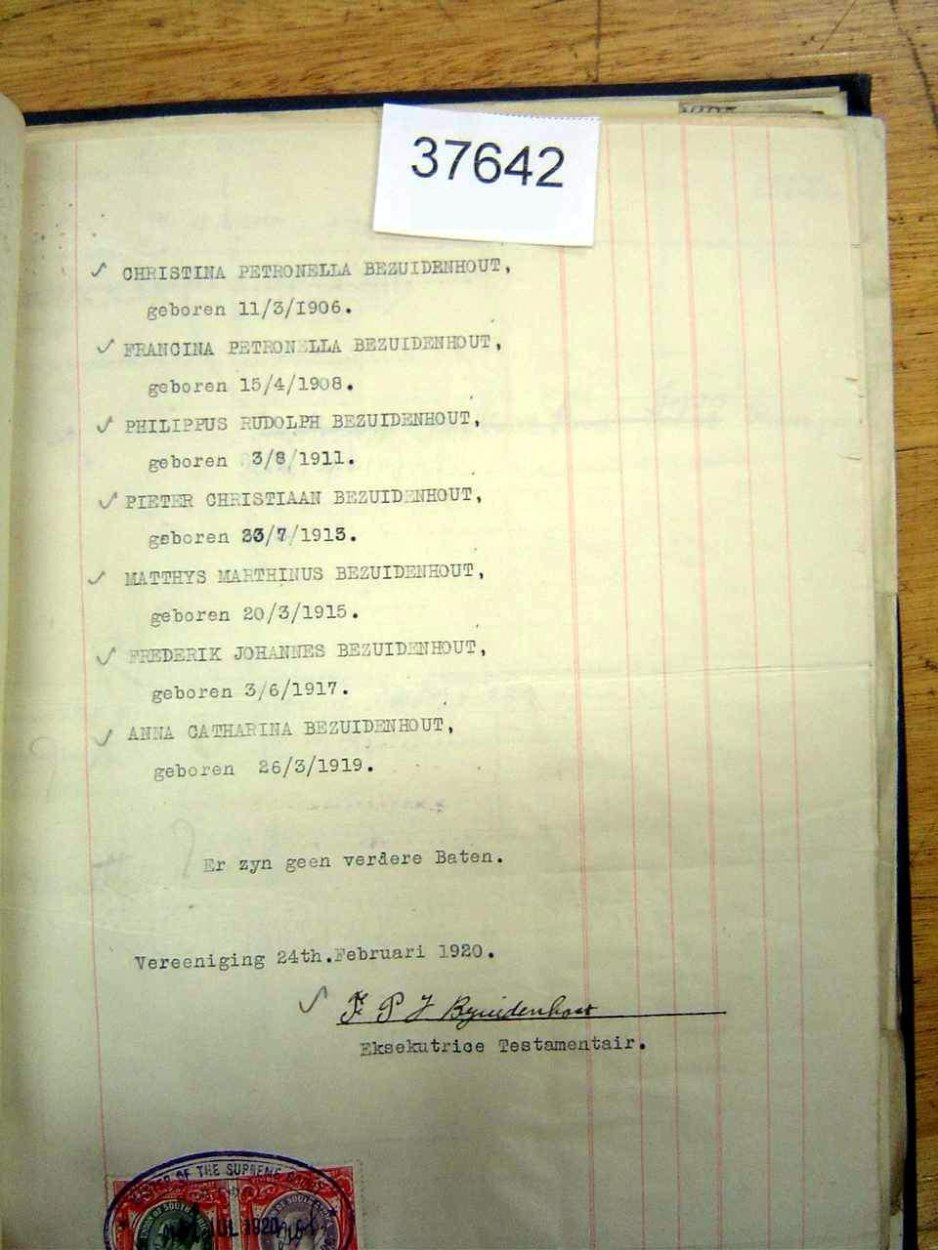 37642
CHRISTINA PETRONELLA BEZUIDENHOUT,
geboren 11/3/1906.
FRANCINA PETRONELLA BEZUIDENHOUT,
geboren 15/4/1908.
PHILIPPUS RUDOLPH BEZUIDENHOUT,
geboren 3/8/1911.
PIETER CHRISTIAAN BEZUIDENHOUT,
geboren 23/7/1913.
MATTHYS MARTHINUS BEZUIDENHOUT,
geboren 20/3/1915.
FREDERIK JOHANNES BEZUIDENHOUT,
geboren 3/6/1917.
ANNA CATHARINA BEZUIDENHOUT,
geboren 26/3/1919.
Er zyn geen verdere Baten.
Vereeniging 24th.Februari 1920.
F P J Bezuidenhout
Eksekutrice Testamentair.
OF THE SUPREME
JUL 1920